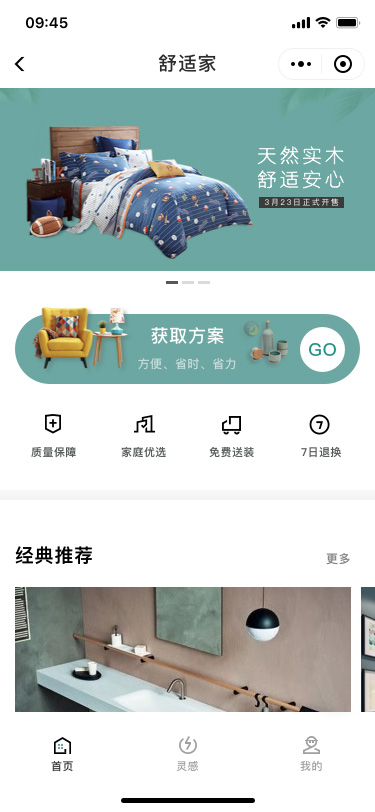 09:45
舒适家
天然实木
舒适安心
3月23日正式开售
获取方案
方便、省时、省力
GO
质量保障
家庭优选
免费送装
7日退换
经典推荐
更多
首页
灵感
我的